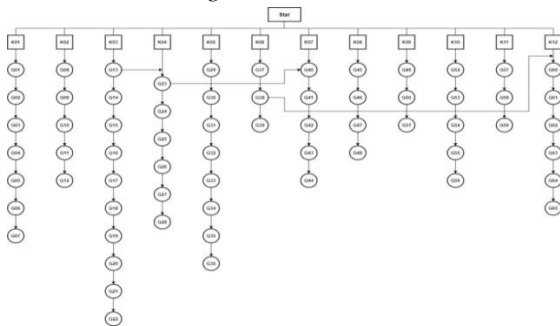 Star
K01 K02 K03 K04 K05 K06 K07 K08 K09 K10 K11 K12
G01 G08 G13 G29 G37 G40 G45 G49 G52 G57 G60
G23
G02 G09 G14 G30 G38 G41 G46 G50 G53 G58 G61
G24
G03 G10 G15 G31 G39 G42 G47 G51 G54 G59 G62
G25
G04 G11 G16 G32 G43 G48 G55 G63
G26
G05 G12 G17 G33 G44 G56 G64
G27
G06 G18 G34 G65
G28
G07 G19 G35
G20 G36
G21
G22